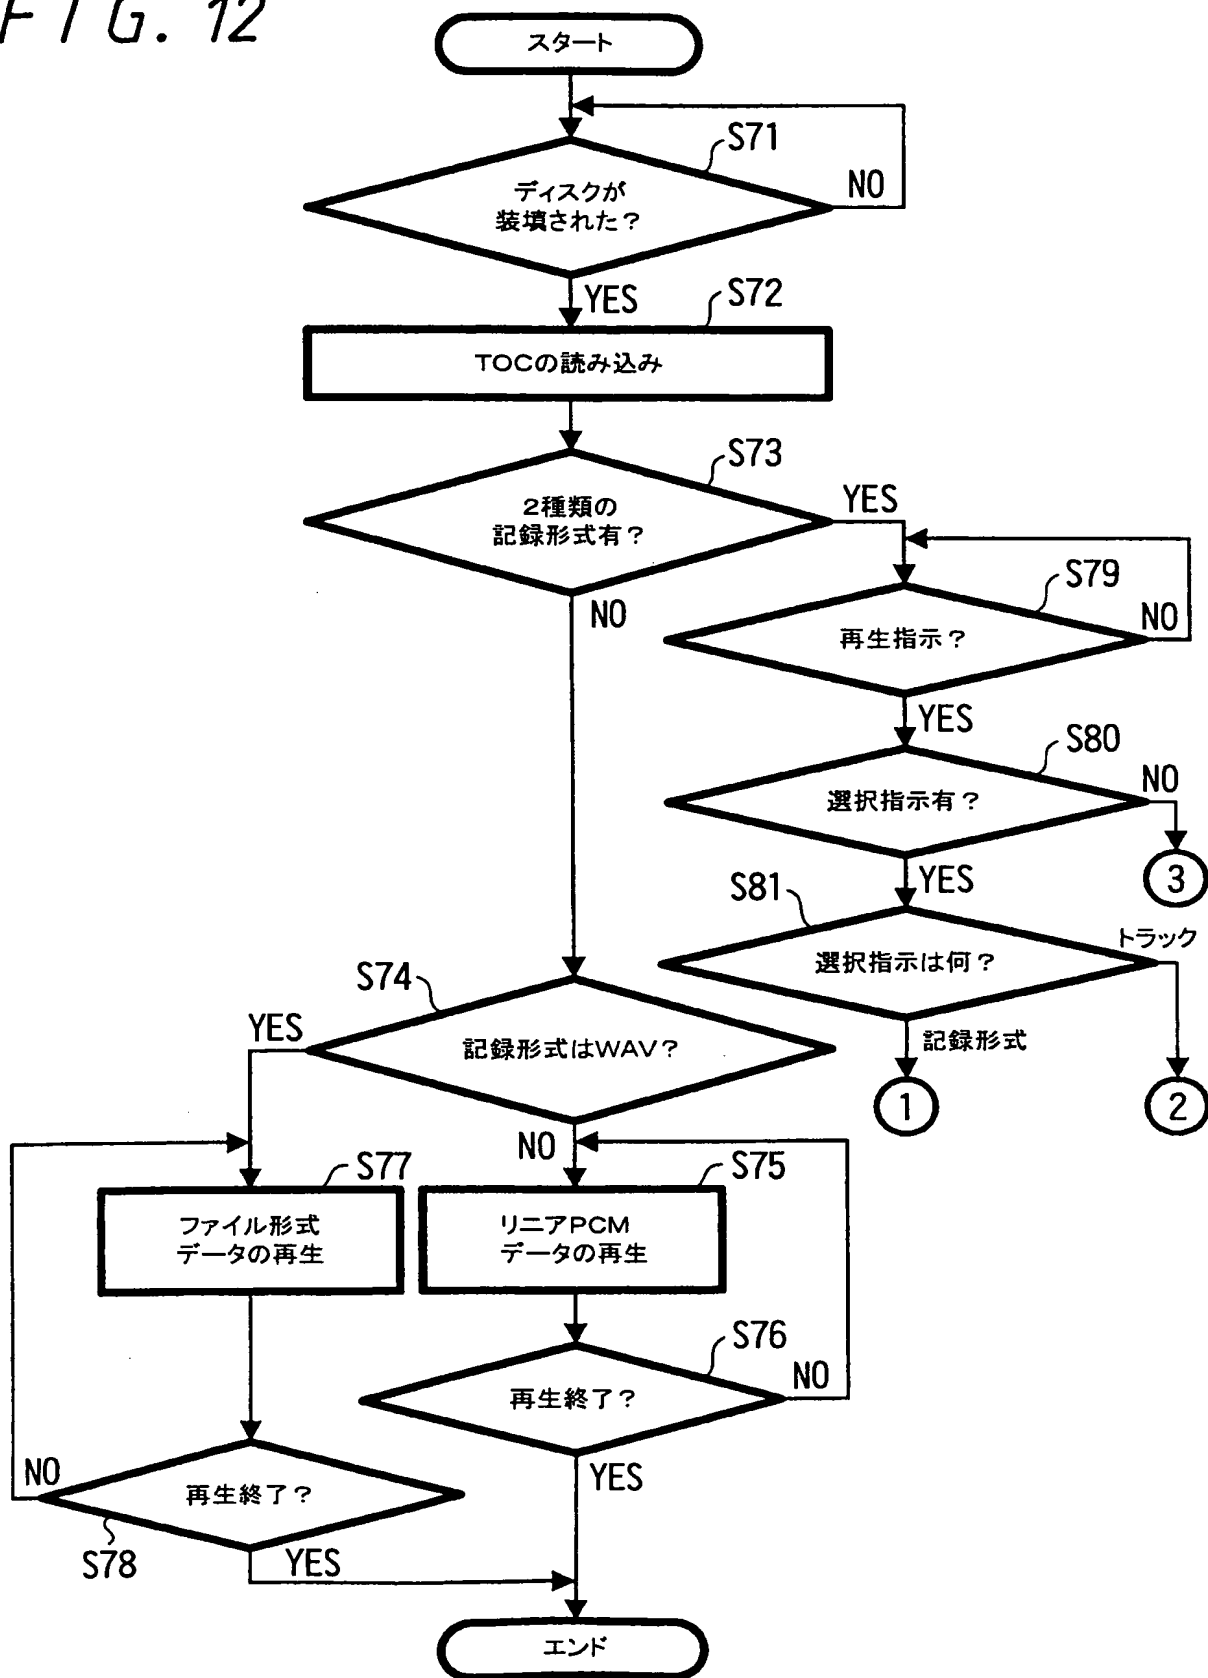 FIG. 12
スタート
S71
ディスクが
装填された?
NO
YES
S72
TOCの読み込み
S73
2種類の
記録形式有?
YES
NO
S79
再生指示?
NO
YES
S80
選択指示有?
NO
3
YES
S81
選択指示は何?
トラック
記録形式
1
2
S74
記録形式はWAV?
YES
NO
S77
ファイル形式
データの再生
S75
リニアPCM
データの再生
S76
再生終了?
NO
YES
NO
再生終了?
S78
YES
エンド